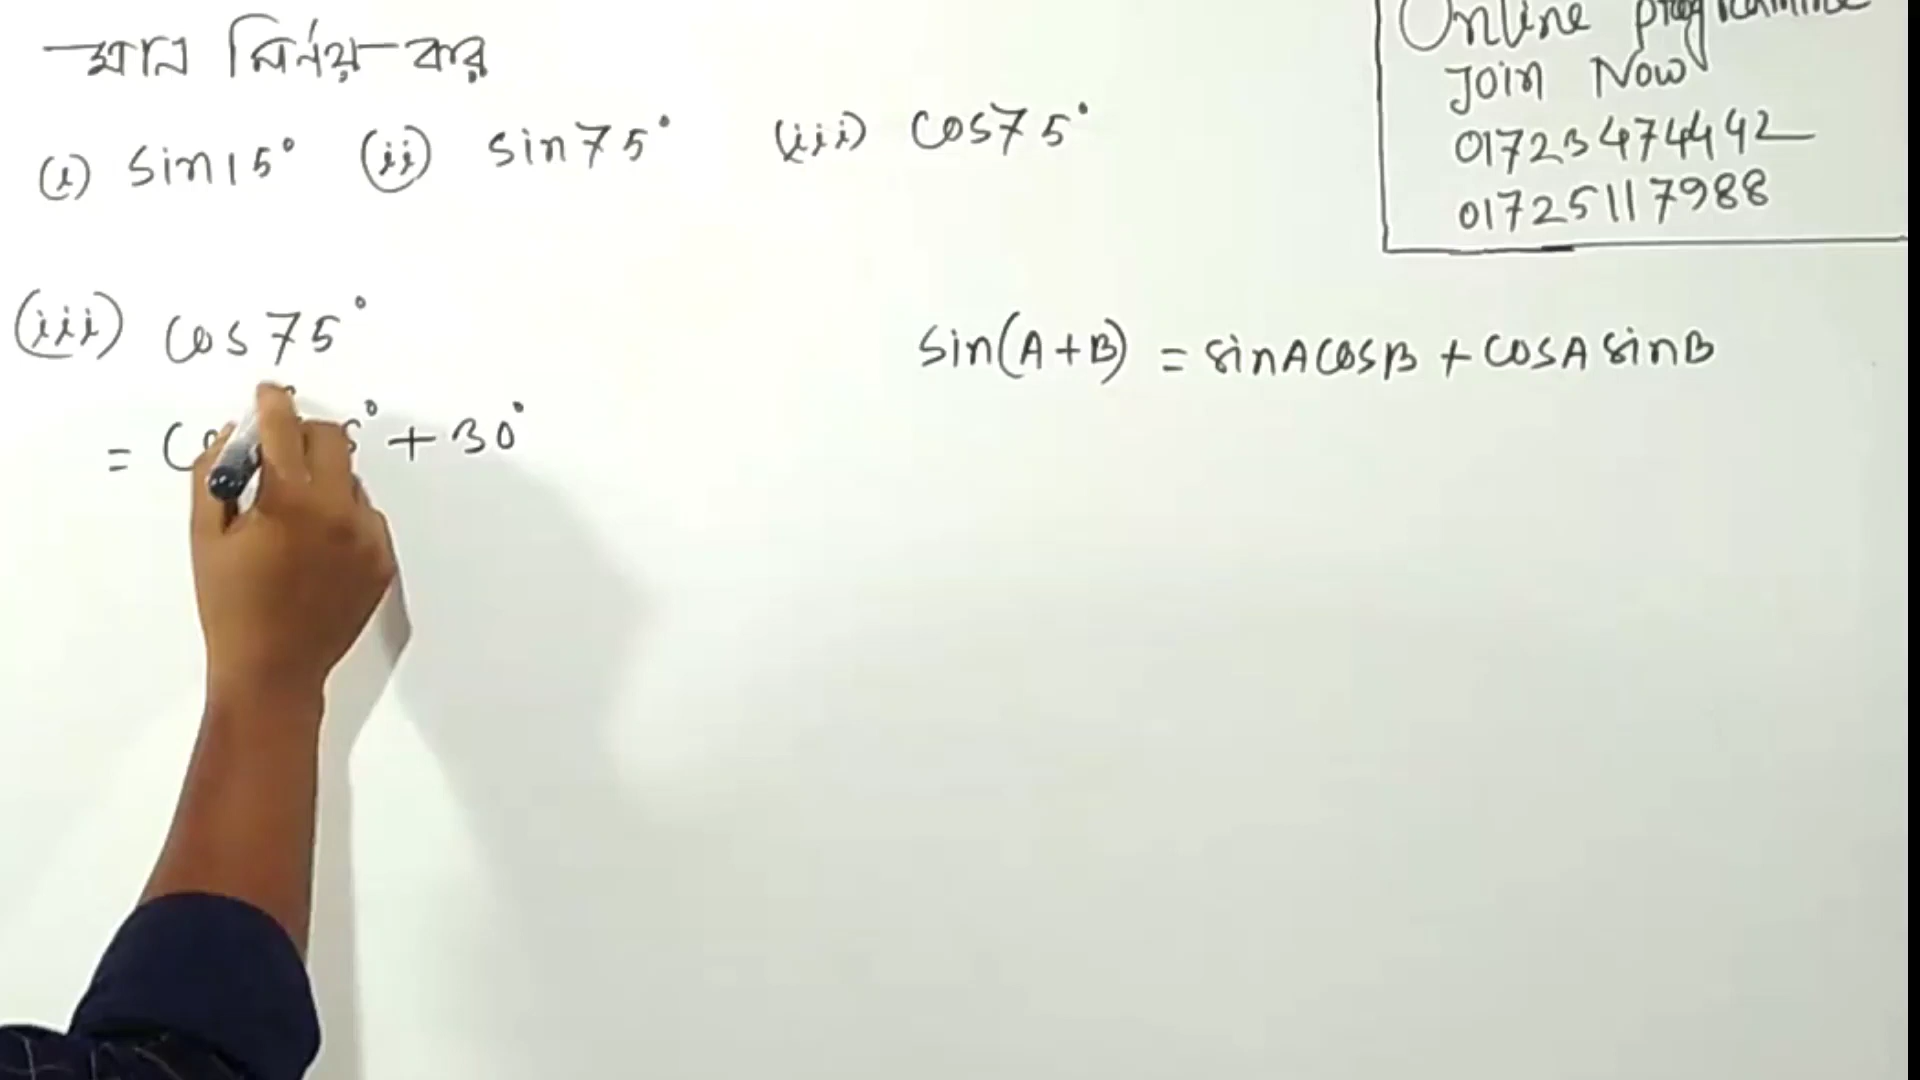 মান নির্ণয় কর
(i) sin15° (ii) sin75° (iii) cos75°
Online
Join Now
01723474442
01725117988
(iii) cos75°
= +30°
sin(A+B) = sinAcosB + cosAsinB